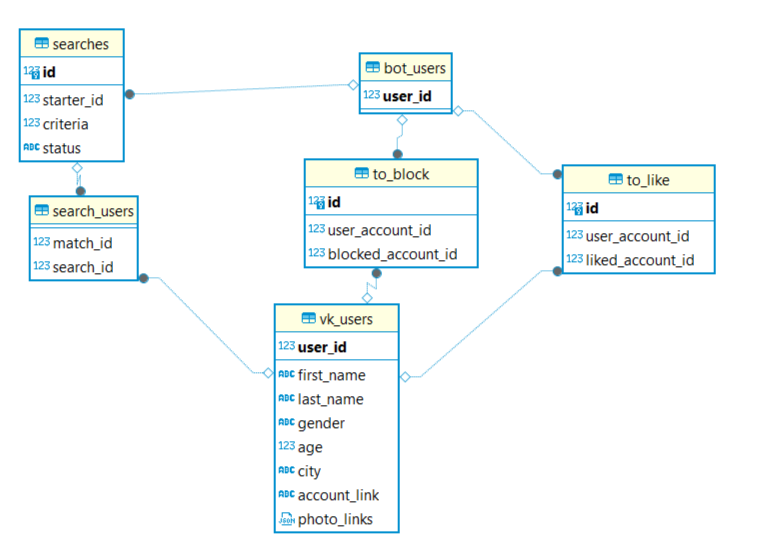 searches
123 id
123 starter_id
123 criteria
ABC status
bot_users
123 user_id
to_block
123 id
123 user_account_id
123 blocked_account_id
to_like
123 id
123 user_account_id
123 liked_account_id
search_users
123 match_id
123 search_id
vk_users
123 user_id
ABC first_name
ABC last_name
ABC gender
123 age
ABC city
ABC account_link
JSON photo_links